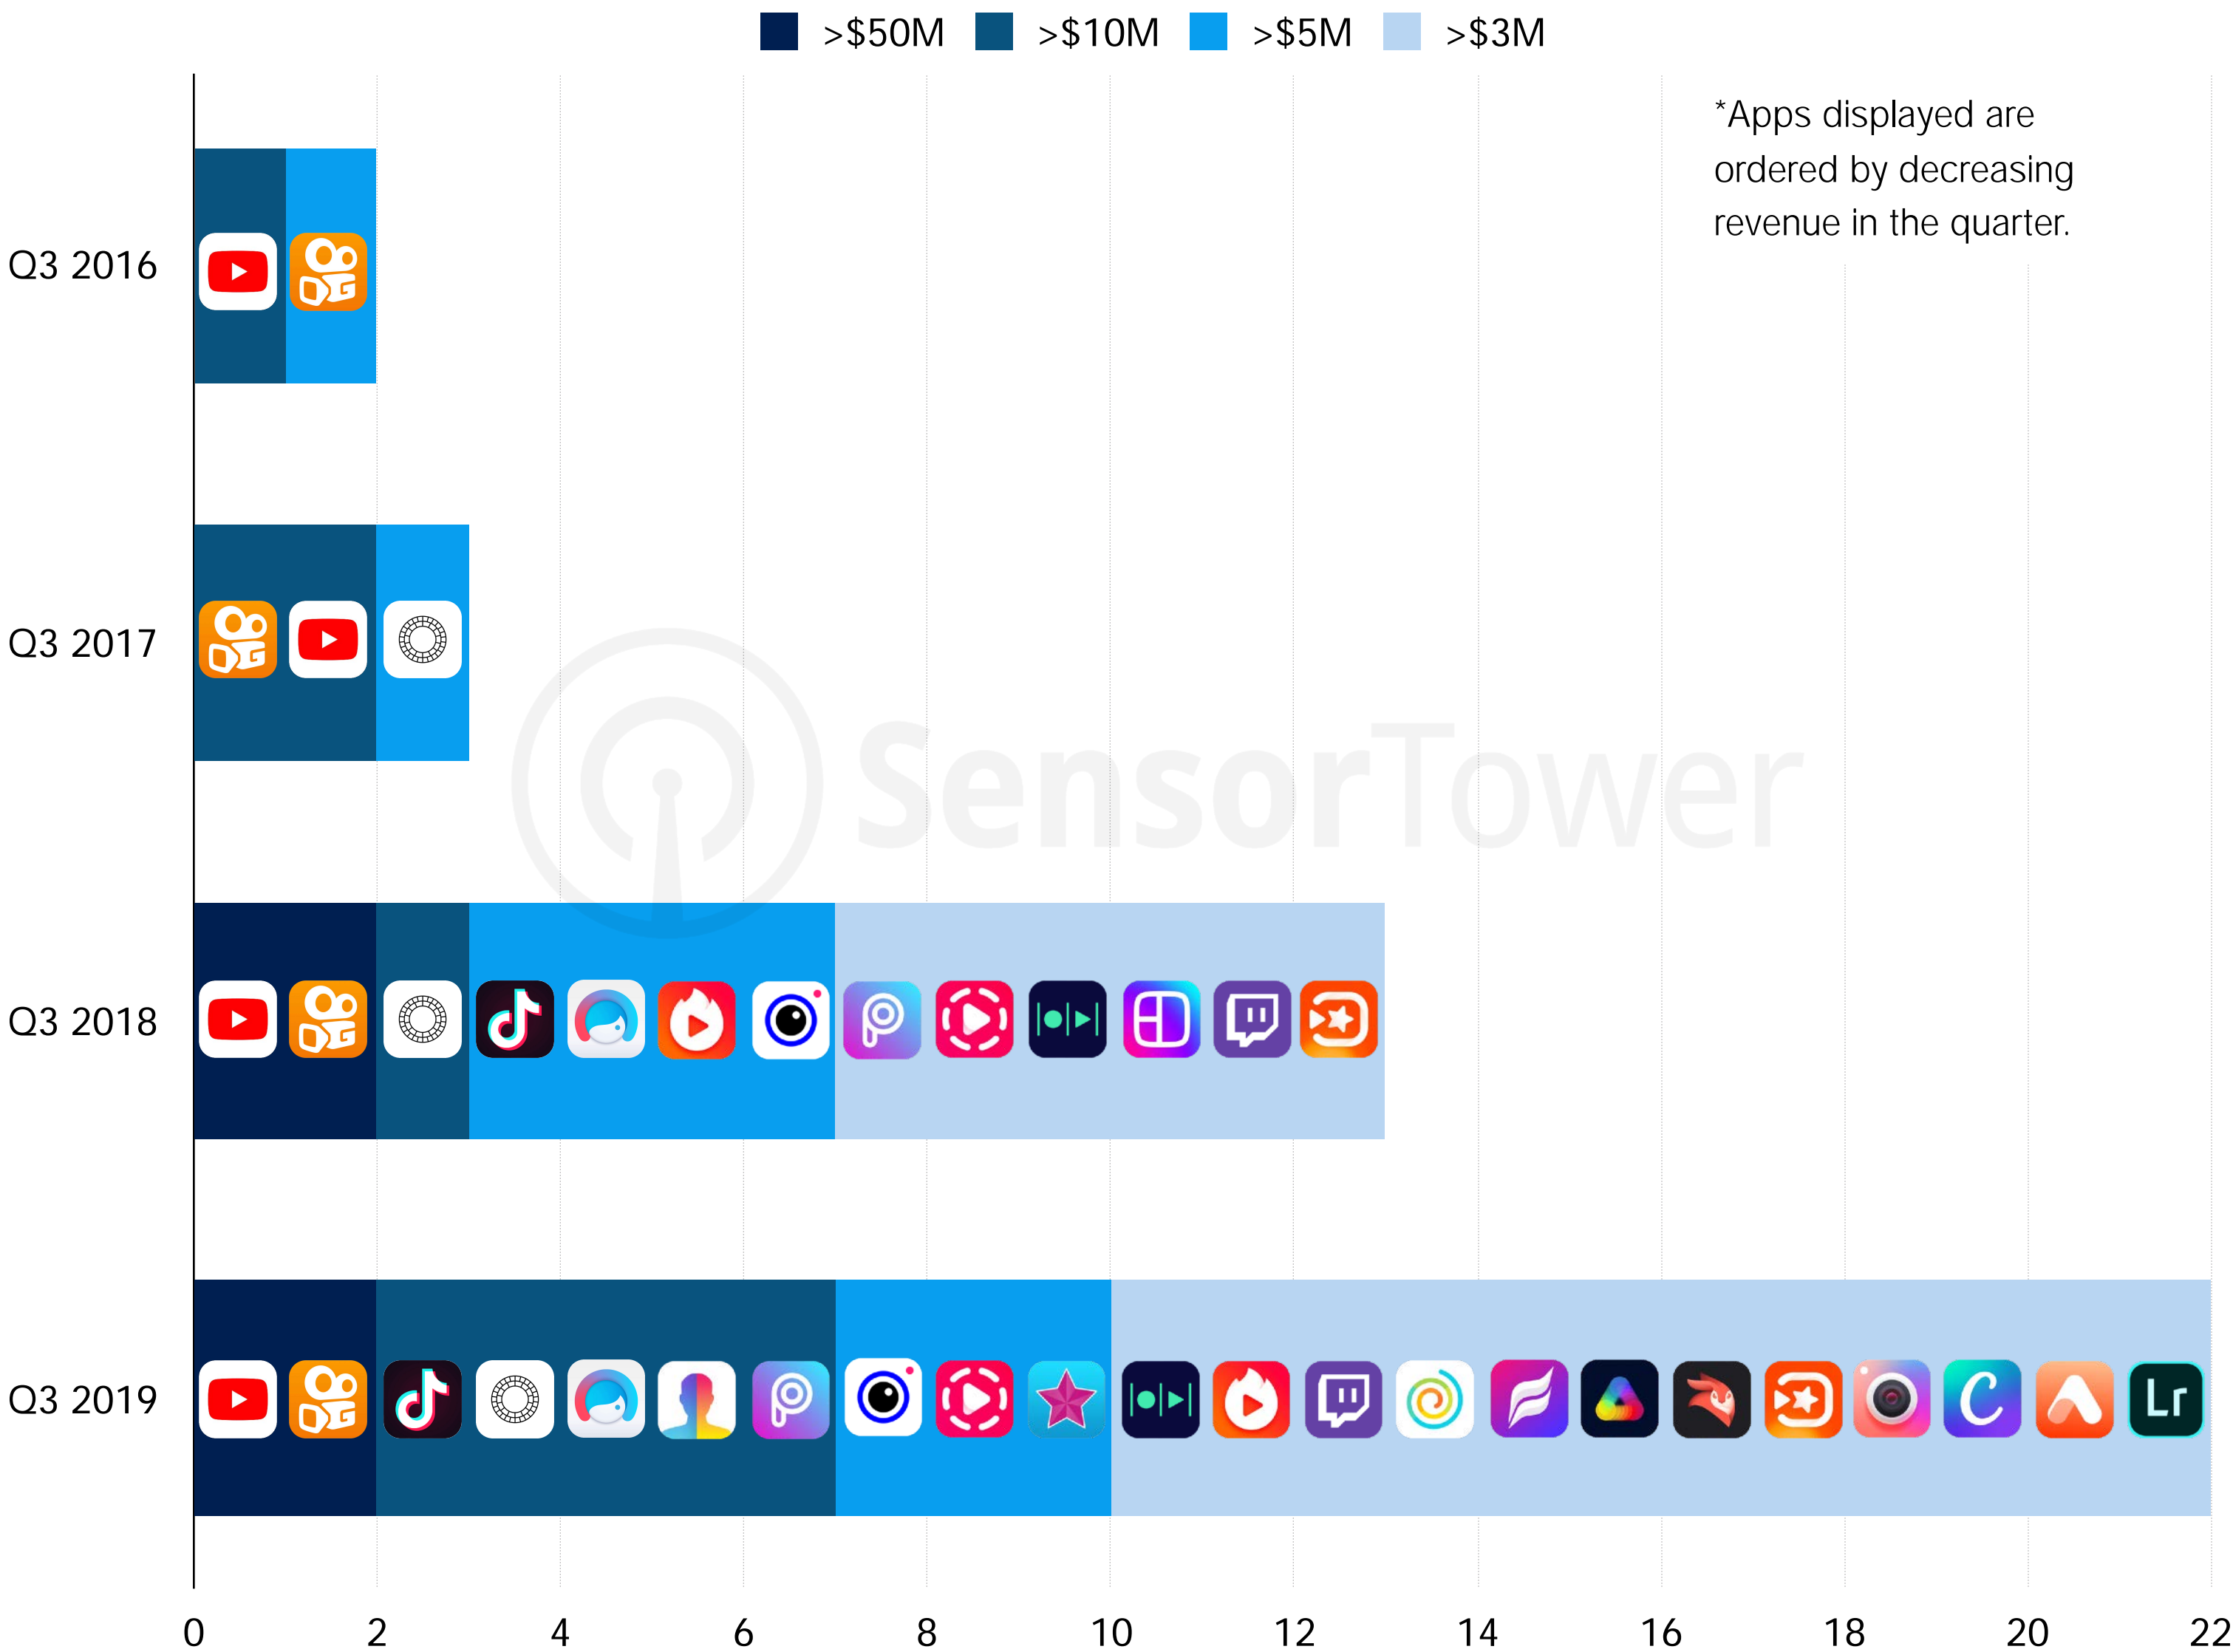 >$50M >$10M >$5M >$3M
*Apps displayed are
ordered by decreasing
revenue in the quarter.
Q3 2016
Q3 2017
SensorTower
Q3 2018
Q3 2019
Lr
0 2 4 6 8 10 12 14 16 18 20 22